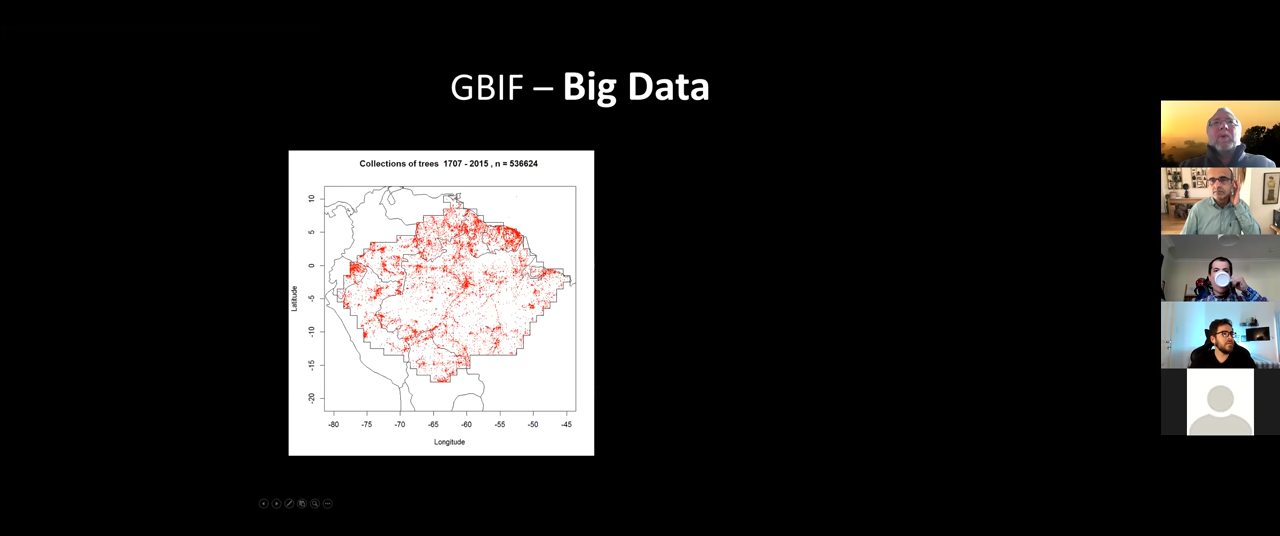 GBIF – Big Data
Collections of trees 1707 - 2015 , n = 536624
10
5
0
-5
-10
-15
-20
Latitude
-80 -75 -70 -65 -60 -55 -50 -45
Longitude